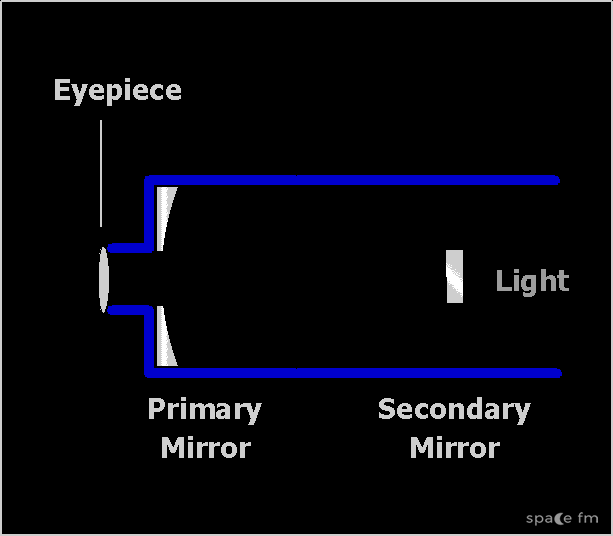 Eyepiece
Light
Primary
Mirror
Secondary
Mirror
space fm